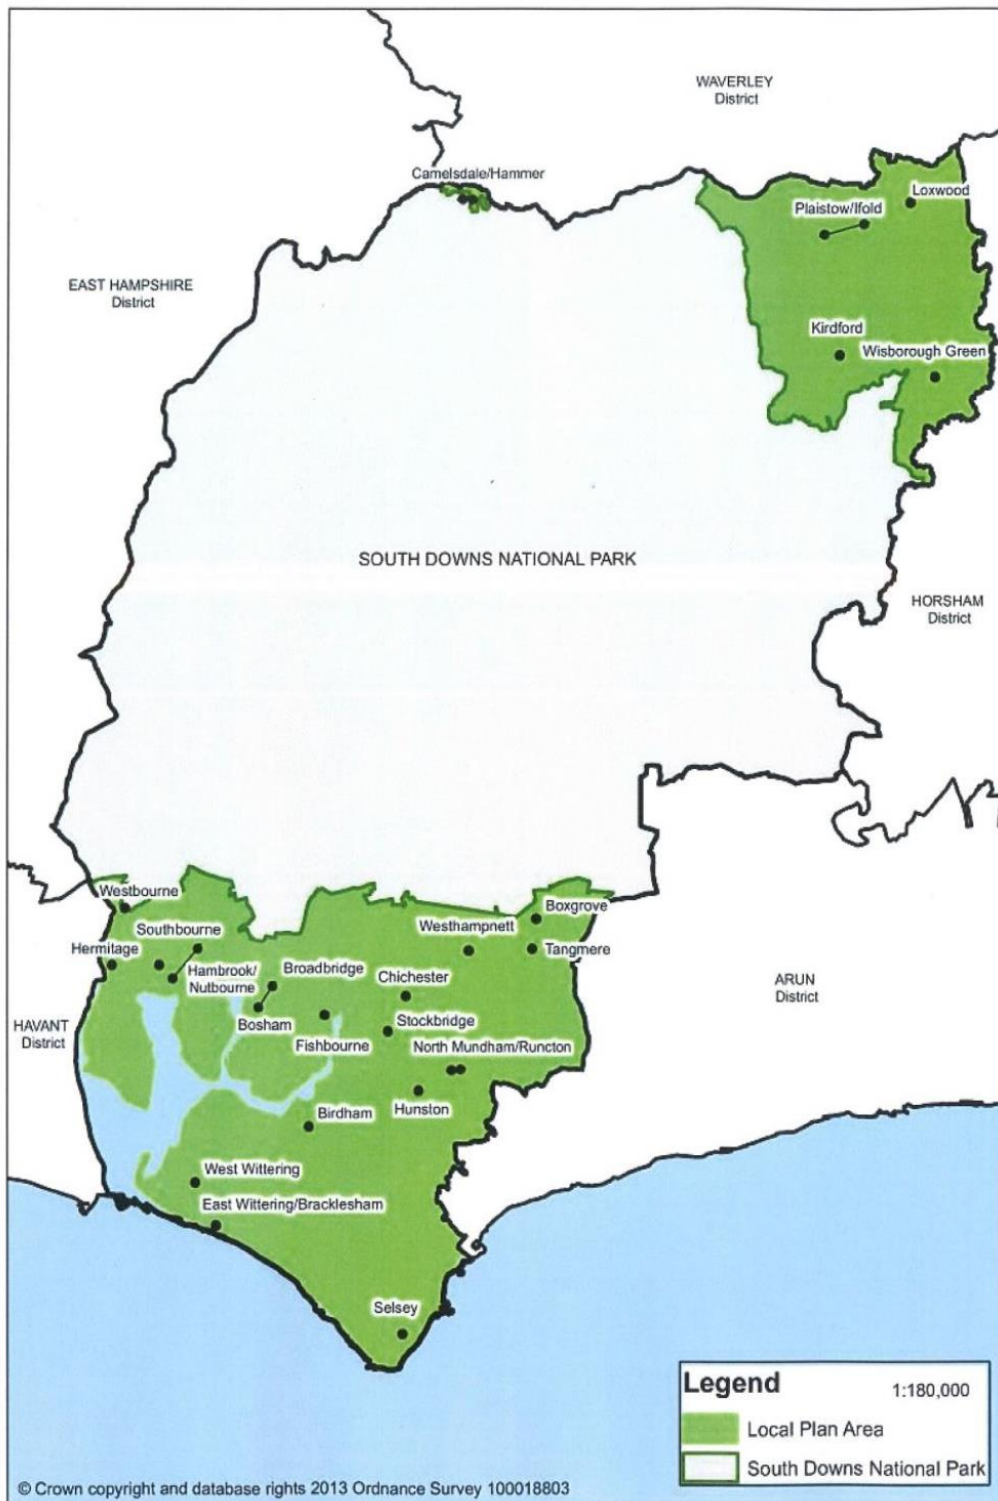 WAVERLEY
District
Camelsdale/Hammer
Loxwood
Plaistow/Ifold
EAST HAMPSHIRE
District
Kirdford
Wisborough Green
SOUTH DOWNS NATIONAL PARK
HORSHAM
District
Westbourne
Boxgrove
Southbourne
Westhampnett
Hermitage
Tangmere
Hambrook/
Nutbourne
Broadbridge
Chichester
ARUN
District
HAVANT
District
Bosham
Stockbridge
Fishbourne
North Mundham/Runcton
Hunston
Birdham
West Wittering
East Wittering/Bracklesham
Selsey
Legend
1:180,000
Local Plan Area
South Downs National Park
© Crown copyright and database rights 2013 Ordnance Survey 100018803